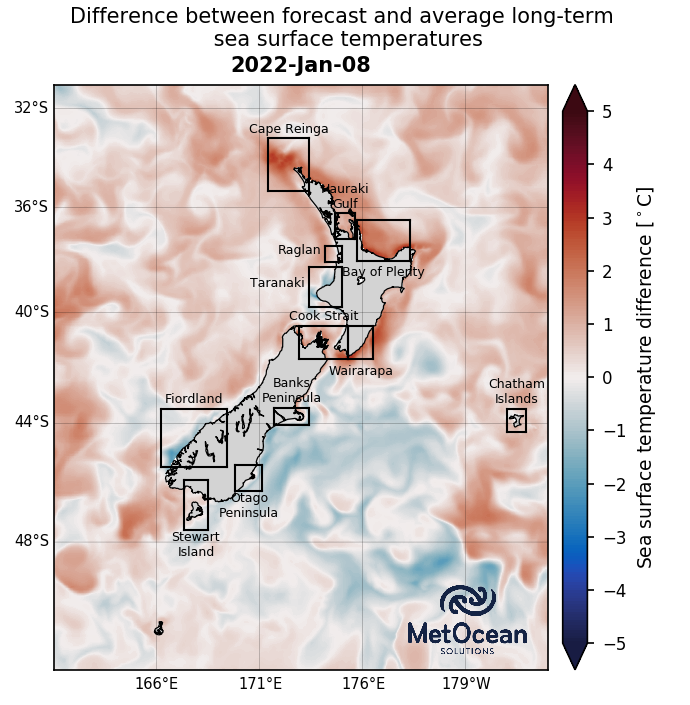 Difference between forecast and average long-term
sea surface temperatures
2022-Jan-08
32°S
36°S
40°S
44°S
48°S
166°E
171°E
176°E
179°W
Cape Reinga
Hauraki
Gulf
Raglan
Bay of Plenty
Taranaki
Cook Strait
Wairarapa
Banks
Peninsula
Fiordland
Chatham
Islands
Otago
Peninsula
Stewart
Island
MetOcean
SOLUTIONS
5
4
3
2
1
0
−1
−2
−3
−4
−5
Sea surface temperature difference [°C]